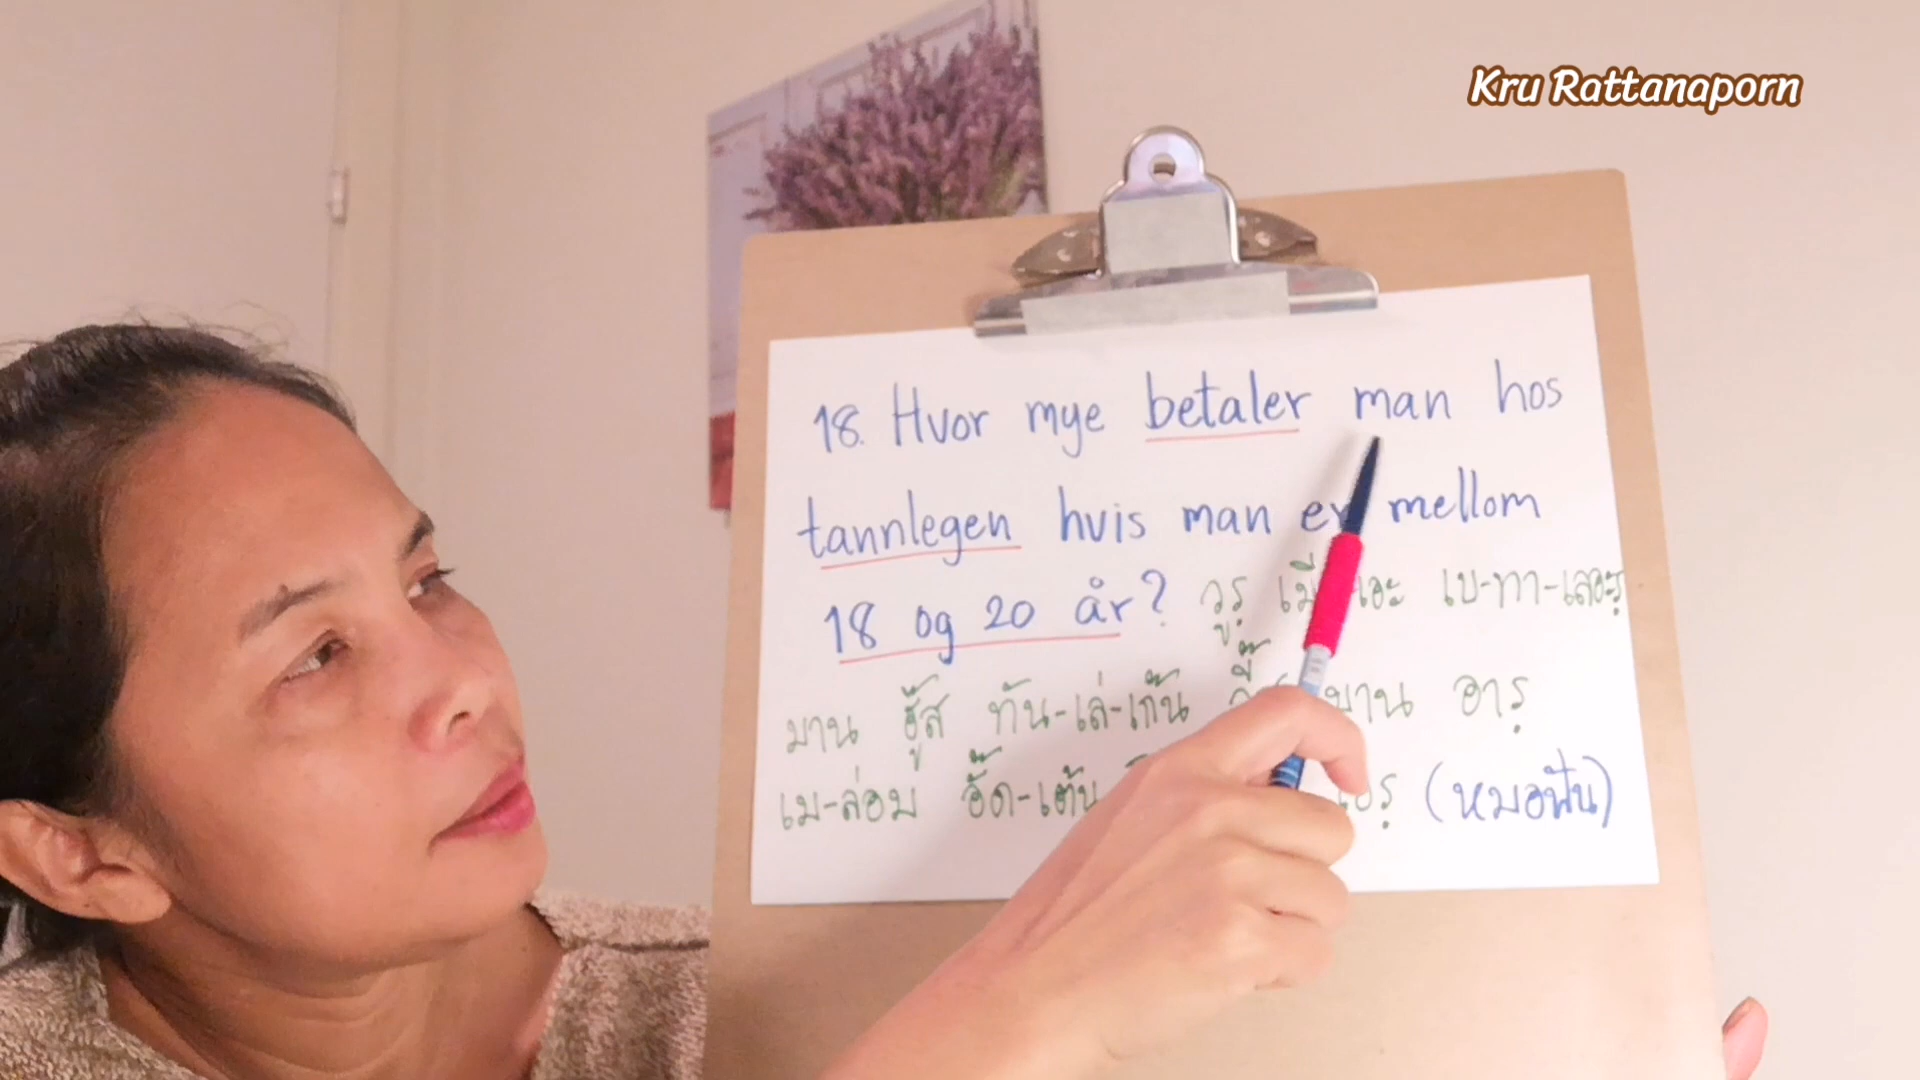 Kru Rattanaporn
18. Hvor mye betaler man hos
tannlegen hvis man er mellom
18 og 20 år? วูรฺ เบ-ทา-เลอะรฺ
มาน ฮู๊ส ทัน-เล่-เก้น มาน อารฺ
เม-ล่อม อั๊ด-เต้น (หมอฟัน)